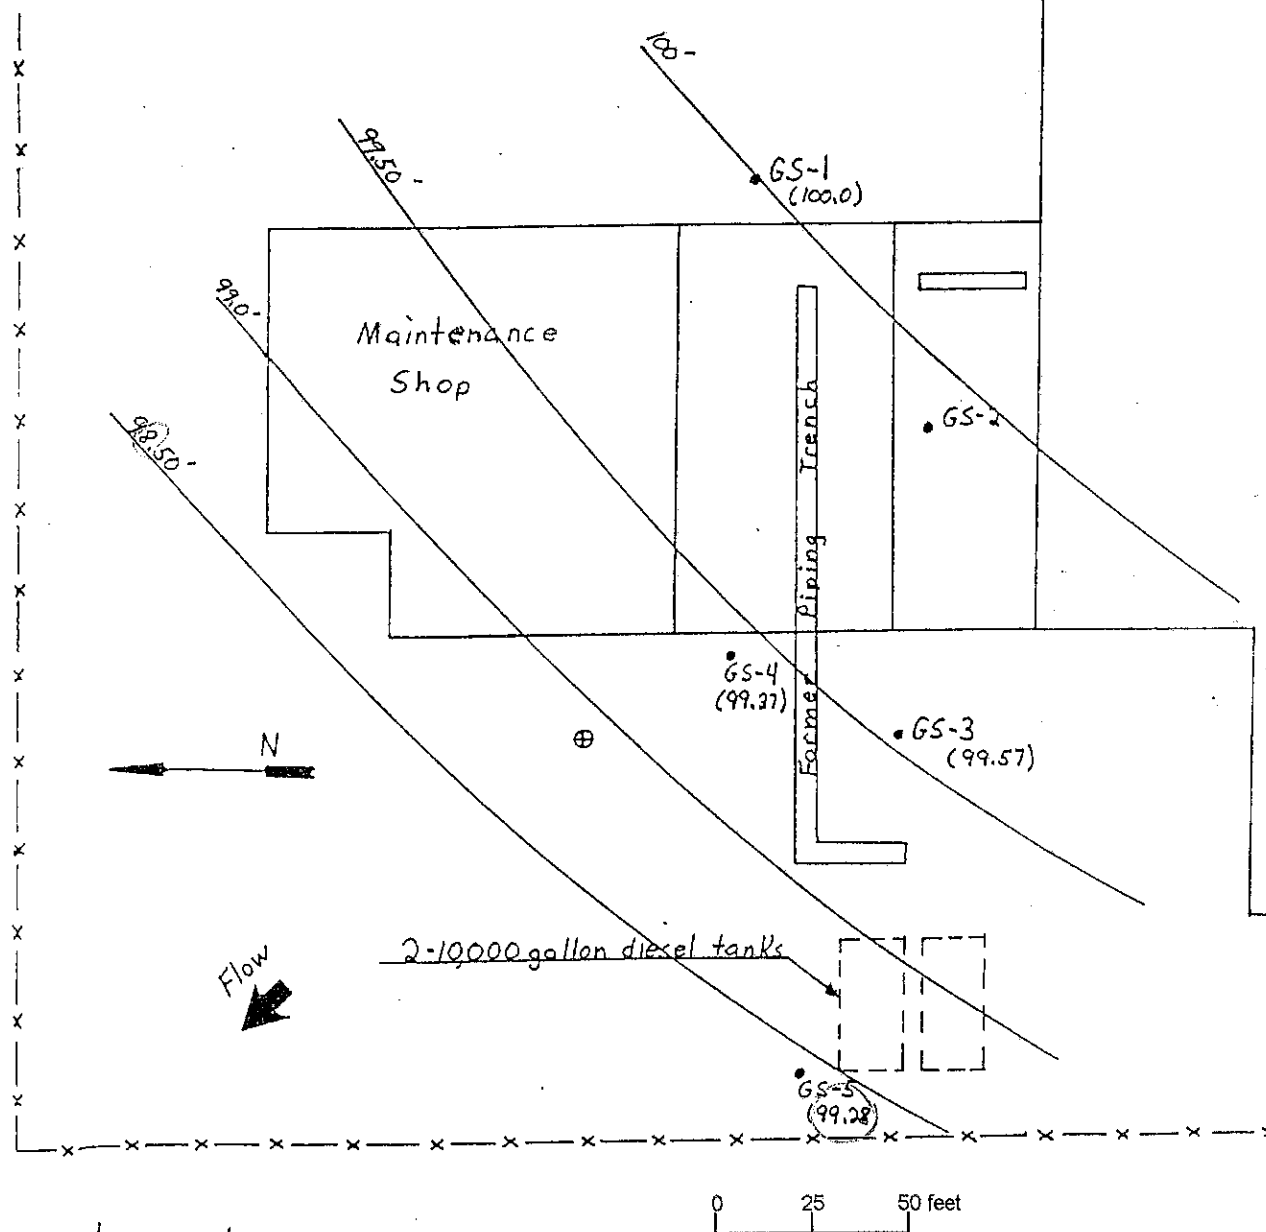 100-
99.50-
GS-1
(100.0)
99.0-
Maintenance
Shop
Former Piping Trench
GS-2
98.50-
GS-4
(99.37)
GS-3
(99.57)
N
2-10,000 gallon diesel tanks
Flow
GS-5
(99.28)
0 25 50 feet